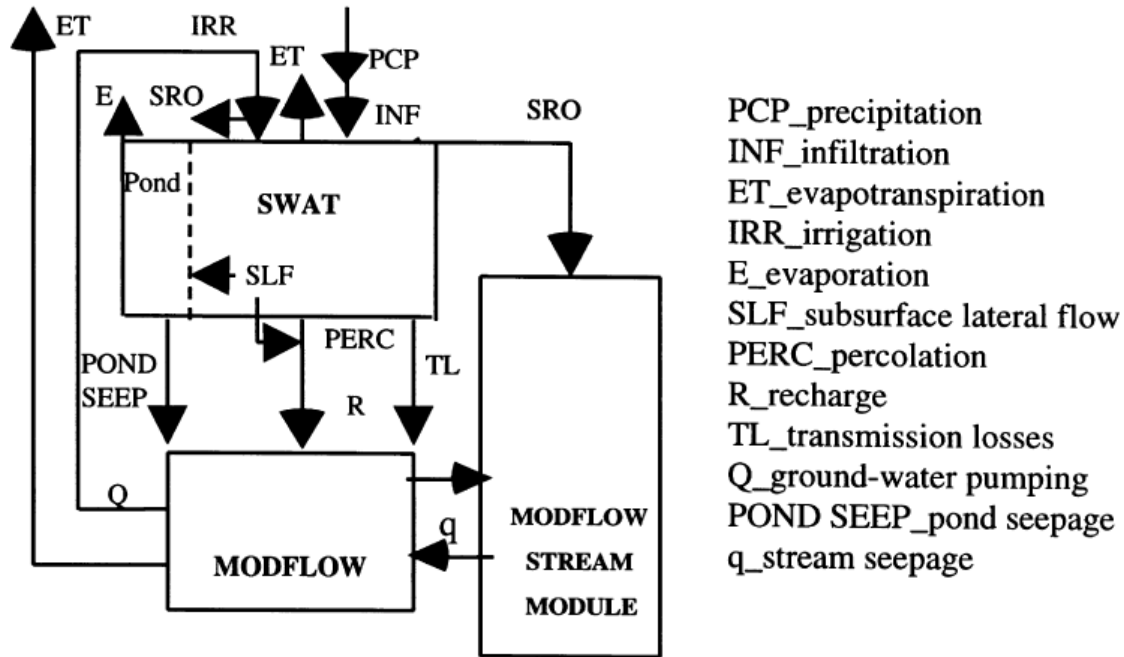 ET
IRR
ET
PCP
E
SRO
INF
SRO
Pond
SWAT
SLF
PERC
POND
SEEP
TL
R
Q
MODFLOW
q
MODFLOW
STREAM
MODULE
PCP_precipitation
INF_infiltration
ET_evapotranspiration
IRR_irrigation
E_evaporation
SLF_subsurface lateral flow
PERC_percolation
R_recharge
TL_transmission losses
Q_ground-water pumping
POND SEEP_pond seepage
q_stream seepage